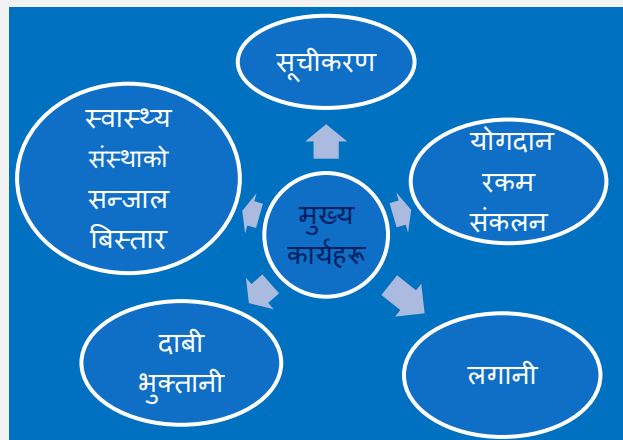 सूचीकरण
स्वास्थ्य
संस्थाको
सन्जाल
बिस्तार
योगदान
रकम
संकलन
मुख्य
कार्यहरू
दाबी
भुक्तानी
लगानी